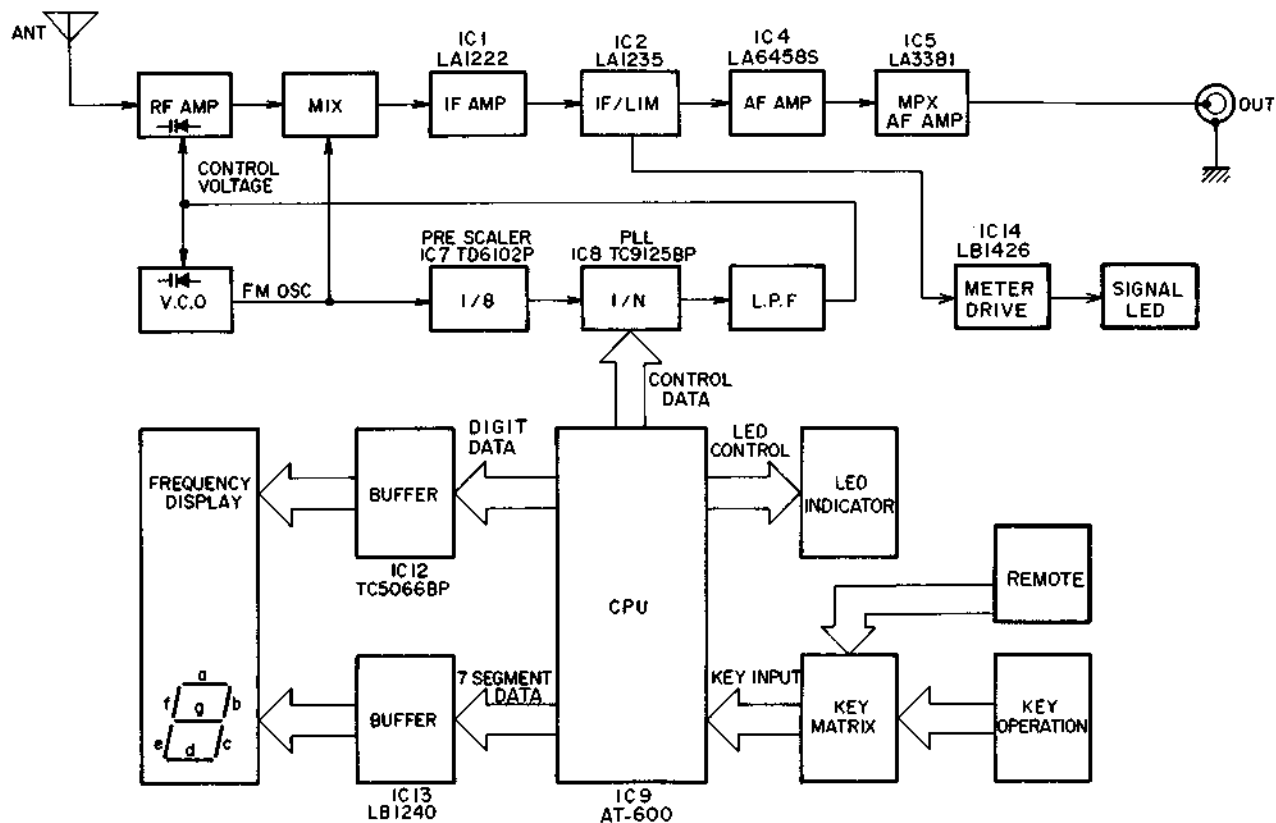 ANT
RF AMP
MIX
IC1
LA1222
IF AMP
IC2
LA1235
IF/LIM
IC4
LA6458S
AF AMP
IC5
LA3381
MPX
AF AMP
OUT
CONTROL
VOLTAGE
V.C.O
FM OSC
PRE SCALER
IC7 TD6102P
1/8
PLL
IC8 TC9125BP
1/N
L.P.F
IC14
LB1426
METER
DRIVE
SIGNAL
LED
CONTROL
DATA
FREQUENCY
DISPLAY
BUFFER
IC12
TC5066BP
DIGIT
DATA
CPU
LED
CONTROL
LED
INDICATOR
REMOTE
a
f
g
b
e
d
c
BUFFER
IC13
LB1240
7 SEGMENT
DATA
IC9
AT-600
KEY INPUT
KEY
MATRIX
KEY
OPERATION